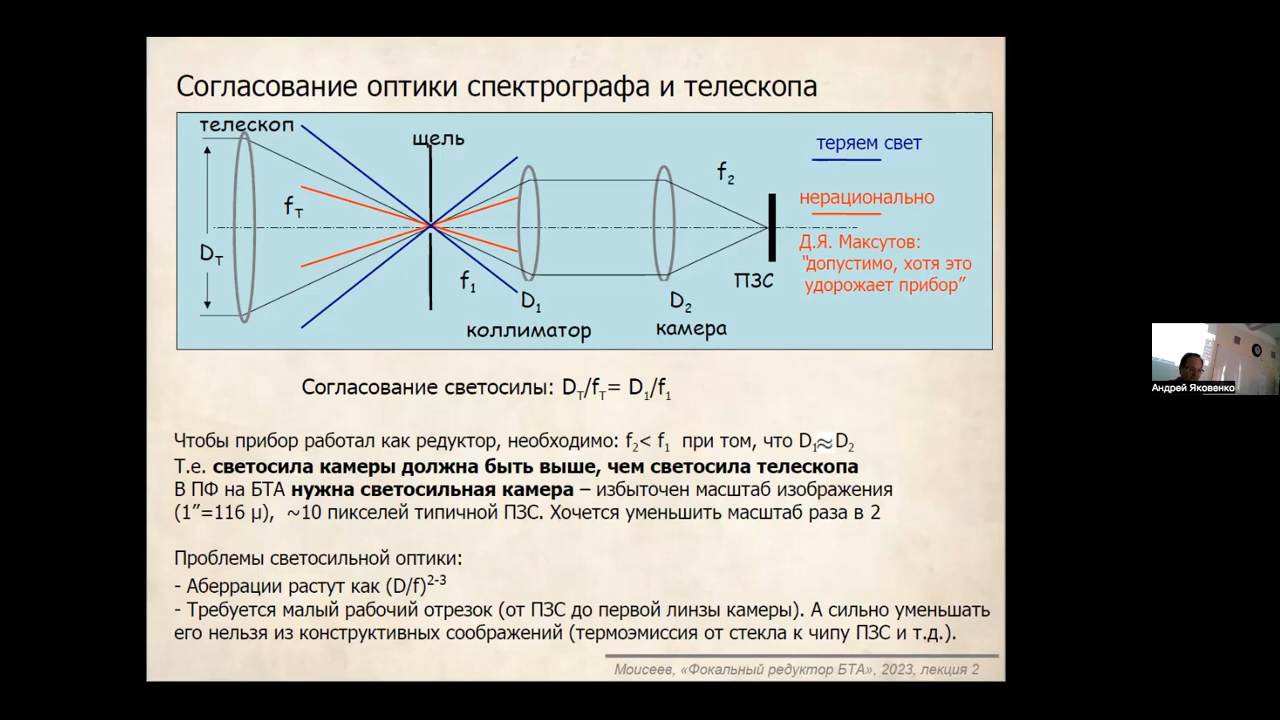 Согласование оптики спектрографа и телескопа
телескоп
щель
f₂
теряем свет
нерационально
fТ
Д.Я. Максутов:
“допустимо, хотя это
удорожает прибор”
DТ
f₁
ПЗС
D₁
D₂
коллиматор
камера
Андрей Яковенко
Согласование светосилы: DТ/fТ= D₁/f₁
Чтобы прибор работал как редуктор, необходимо: f₂< f₁ при том, что D₁≈D₂
Т.е. светосила камеры должна быть выше, чем светосила телескопа
В ПФ на БТА нужна светосильная камера – избыточен масштаб изображения
(1’’=116 μ), ~10 пикселей типичной ПЗС. Хочется уменьшить масштаб раза в 2
Проблемы светосильной оптики:
- Аберрации растут как (D/f)²⁻³
- Требуется малый рабочий отрезок (от ПЗС до первой линзы камеры). А сильно уменьшать
его нельзя из конструктивных соображений (термоэмиссия от стекла к чипу ПЗС и т.д.).
Моисеев, «Фокальный редуктор БТА», 2023, лекция 2